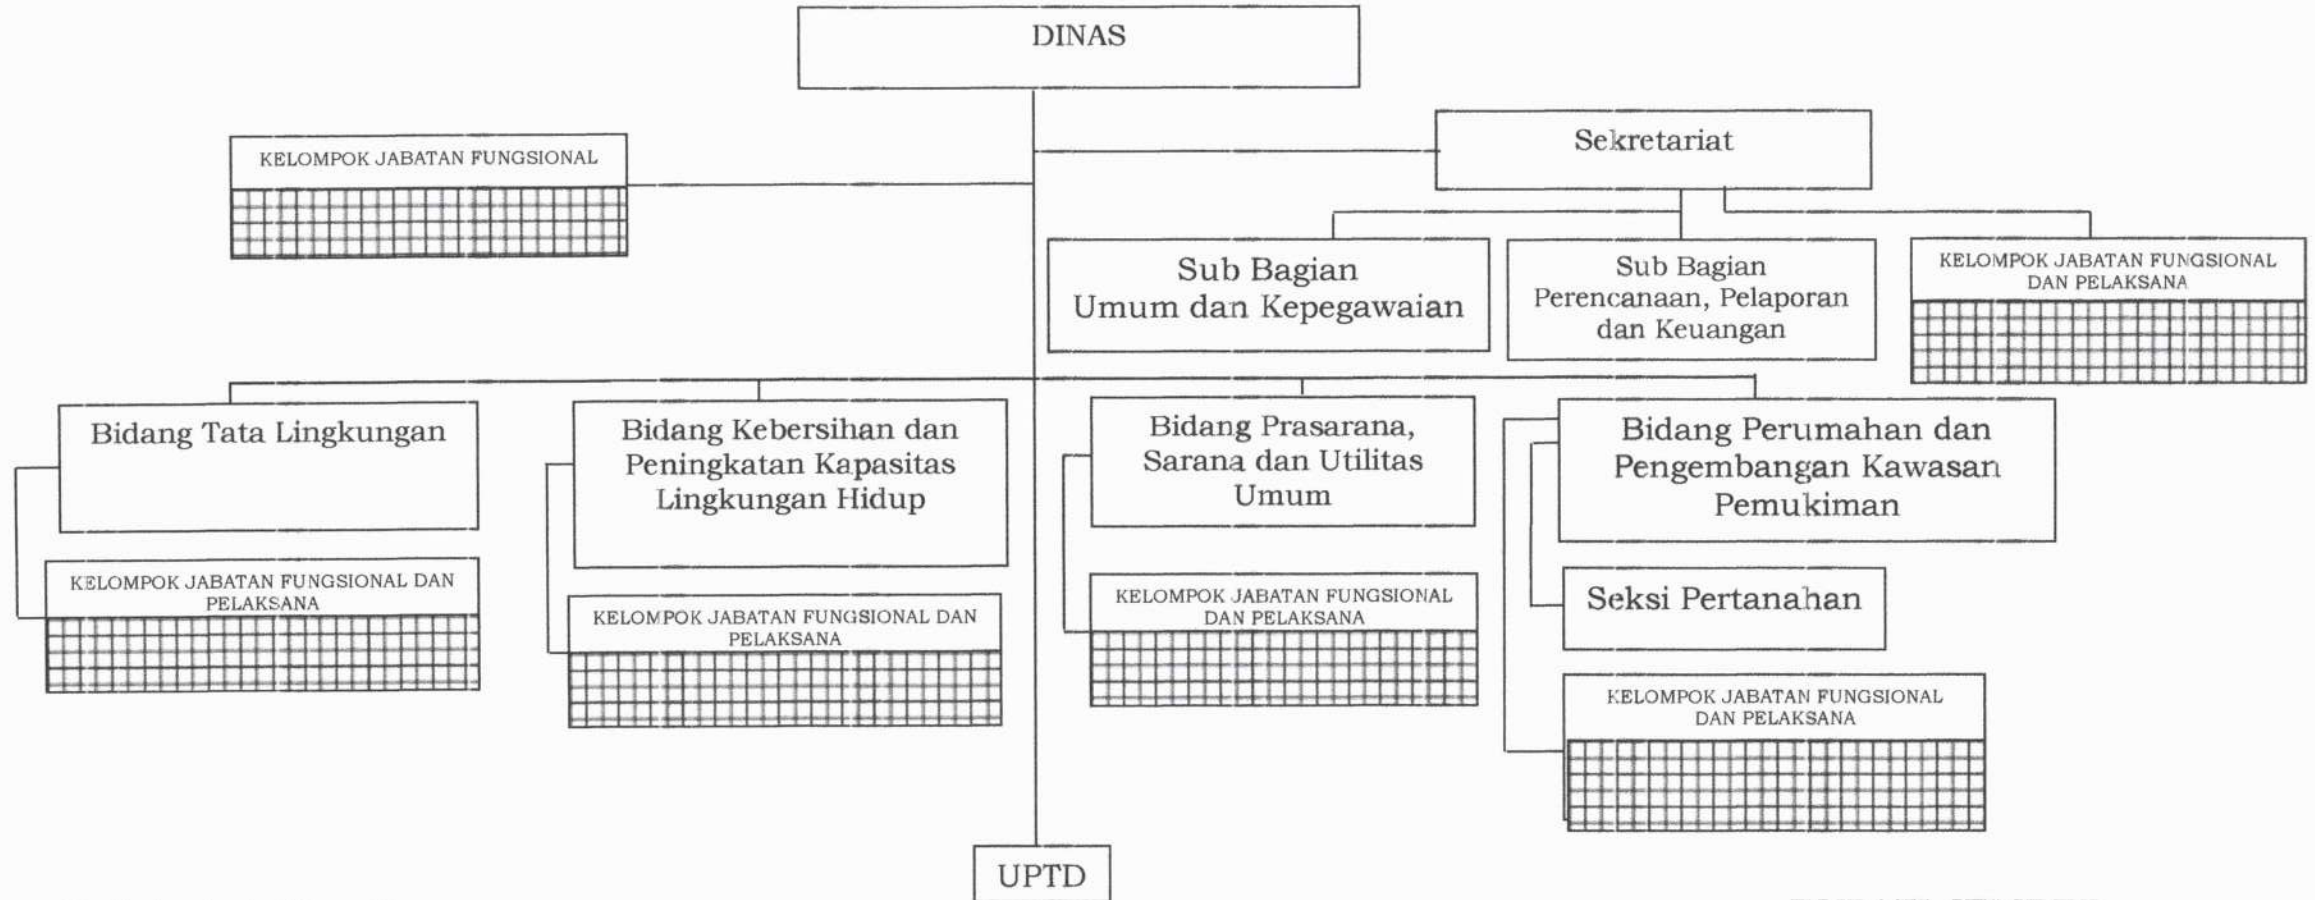 DINAS
Sekretariat
KELOMPOK JABATAN FUNGSIONAL
Sub Bagian
Umum dan Kepegawaian
Sub Bagian
Perencanaan, Pelaporan
dan Keuangan
KELOMPOK JABATAN FUNGSIONAL
DAN PELAKSANA
Bidang Tata Lingkungan
Bidang Kebersihan dan
Peningkatan Kapasitas
Lingkungan Hidup
Bidang Prasarana,
Sarana dan Utilitas
Umum
Bidang Perumahan dan
Pengembangan Kawasan
Pemukiman
KELOMPOK JABATAN FUNGSIONAL DAN
PELAKSANA
KELOMPOK JABATAN FUNGSIONAL DAN
PELAKSANA
KELOMPOK JABATAN FUNGSIONAL
DAN PELAKSANA
Seksi Pertanahan
KELOMPOK JABATAN FUNGSIONAL
DAN PELAKSANA
UPTD